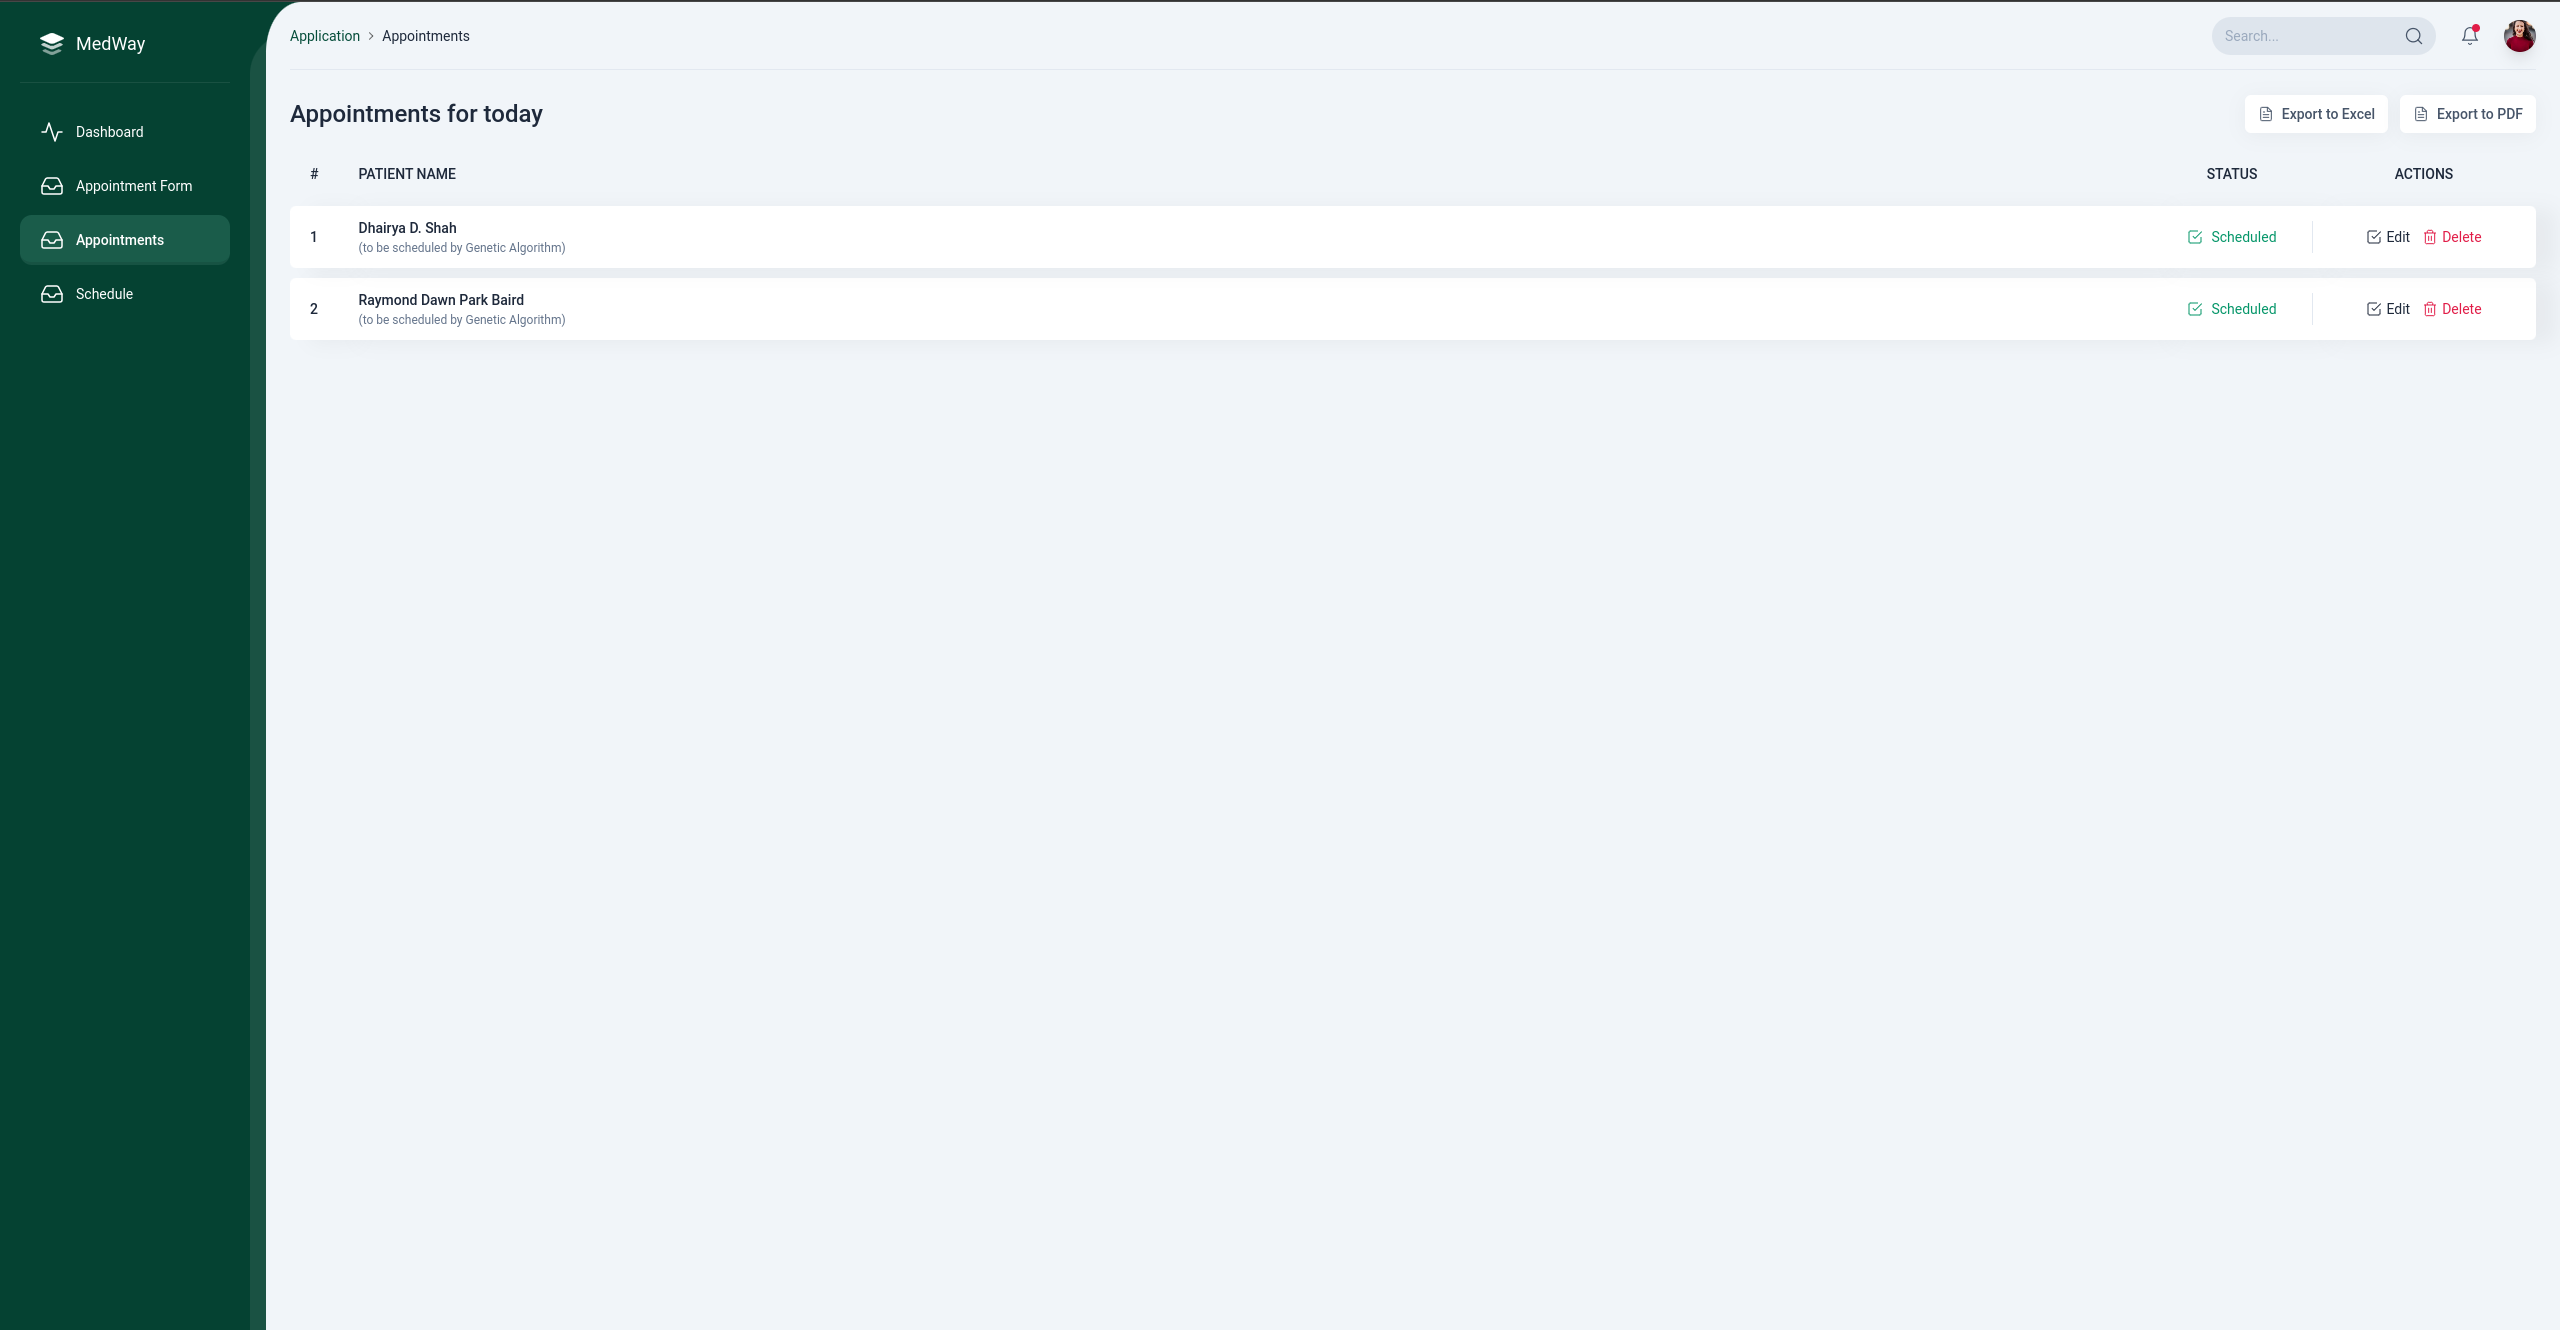 MedWay
Dashboard
Appointment Form
Appointments
Schedule
Application > Appointments
Search...
Appointments for today
Export to Excel
Export to PDF
# PATIENT NAME STATUS ACTIONS
1 Dhairya D. Shah Scheduled Edit Delete
(to be scheduled by Genetic Algorithm)
2 Raymond Dawn Park Baird Scheduled Edit Delete
(to be scheduled by Genetic Algorithm)